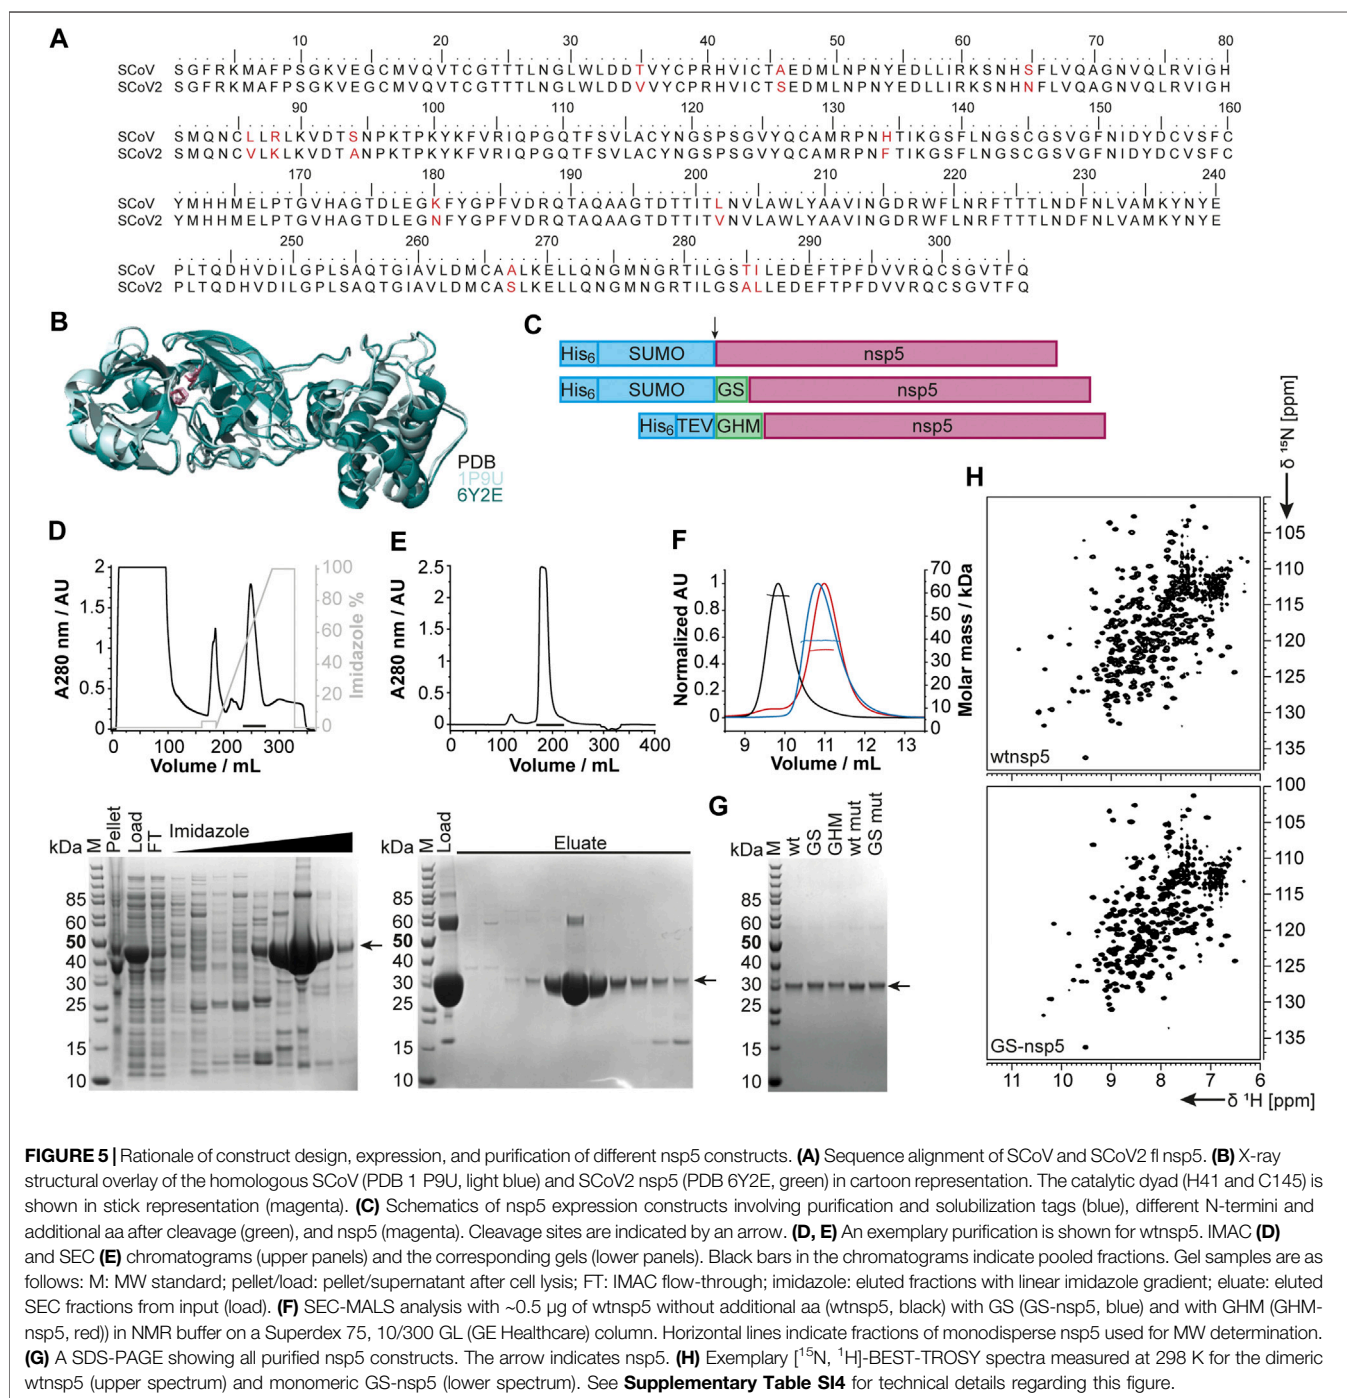 A
10 20 30 40 50 60 70 80
SCoV SGFRKMAFPSGKVEGCMVQVTCGTTTLNGLWLDDTVYCPRHVICTAEDMLNPNYEDLLIRKSNHSFLVQAGNVQLRVIGH
SCoV2 SGFRKMAFPSGKVEGCMVQVTCGTTTLNGLWLDDVVYCPRHVICTSEDMLNPNYEDLLIRKSNHNFLVQAGNVQLRVIGH
90 100 110 120 130 140 150 160
SCoV SMQNCLLRLKVDTSNPKTPKYKFVRIQPGQTFSVLACYNGSPSGVYQCAMRPNHTIKGSFLNGSCGSVGFNIDYDCVSFC
SCoV2 SMQNCVLKLKVDTANPKTPKYKFVRIQPGQTFSVLACYNGSPSGVYQCAMRPNFTIKGSFLNGSCGSVGFNIDYDCVSFC
170 180 190 200 210 220 230 240
SCoV YMHHMELPTGVHAGTDLEGKFYGPFVDRQTAQAAGTDTTITLNVLAWLYAAVINGDRWFLNRFTTTLNDFNLVAMKYNYE
SCoV2 YMHHMELPTGVHAGTDLEGNFYGPFVDRQTAQAAGTDTTITVNVLAWLYAAVINGDRWFLNRFTTTLNDFNLVAMKYNYE
250 260 270 280 290 300
SCoV PLTQDHVDILGPLSAQTGIAVLDMCAALKELLQNGMNGRTILGSTILEDEFTPFDVVRQCSGVTFQ
SCoV2 PLTQDHVDILGPLSAQTGIAVLDMCASLKELLQNGMNGRTILGSALLEDEFTPFDVVRQCSGVTFQ
B
PDB
1P9U
6Y2E
C
His6 SUMO nsp5
His6 SUMO GS nsp5
His6 TEV GHM nsp5
D
2 1.5 1 0.5 0
A280 nm / AU
100 80 60 40 20 0
Imidazole %
0 100 200 300
Volume / mL
E
2.5 2 1.5 1 0.5 0
A280 nm / AU
0 100 200 300 400
Volume / mL
F
1 0.8 0.6 0.4 0.2 0
Normalized AU
70 60 50 40 30 20 10 0
Molar mass / kDa
9 10 11 12 13
Volume / mL
kDa M Pellet Load FT Imidazole
85
60
50
40
30
25
15
10
kDa M Load Eluate
85
60
50
40
30
25
15
10
G
kDa M wt GS GHM wt mut GS mut
85
60
50
40
30
25
15
10
H
δ 15N [ppm]
105
110
115
120
125
130
135
wtnsp5
100
105
110
115
120
125
130
135
GS-nsp5
11 10 9 8 7 6
δ 1H [ppm]
FIGURE 5 | Rationale of construct design, expression, and purification of different nsp5 constructs. (A) Sequence alignment of SCoV and SCoV2 fl nsp5. (B) X-ray
structural overlay of the homologous SCoV (PDB 1 P9U, light blue) and SCoV2 nsp5 (PDB 6Y2E, green) in cartoon representation. The catalytic dyad (H41 and C145) is
shown in stick representation (magenta). (C) Schematics of nsp5 expression constructs involving purification and solubilization tags (blue), different N-termini and
additional aa after cleavage (green), and nsp5 (magenta). Cleavage sites are indicated by an arrow. (D, E) An exemplary purification is shown for wtnsp5. IMAC (D)
and SEC (E) chromatograms (upper panels) and the corresponding gels (lower panels). Black bars in the chromatograms indicate pooled fractions. Gel samples are as
follows: M: MW standard; pellet/load: pellet/supernatant after cell lysis; FT: IMAC flow-through; imidazole: eluted fractions with linear imidazole gradient; eluate: eluted
SEC fractions from input (load). (F) SEC-MALS analysis with ~0.5 µg of wtnsp5 without additional aa (wtnsp5, black) with GS (GS-nsp5, blue) and with GHM (GHM-
nsp5, red)) in NMR buffer on a Superdex 75, 10/300 GL (GE Healthcare) column. Horizontal lines indicate fractions of monodisperse nsp5 used for MW determination.
(G) A SDS-PAGE showing all purified nsp5 constructs. The arrow indicates nsp5. (H) Exemplary [15N, 1H]-BEST-TROSY spectra measured at 298 K for the dimeric
wtnsp5 (upper spectrum) and monomeric GS-nsp5 (lower spectrum). See Supplementary Table SI4 for technical details regarding this figure.